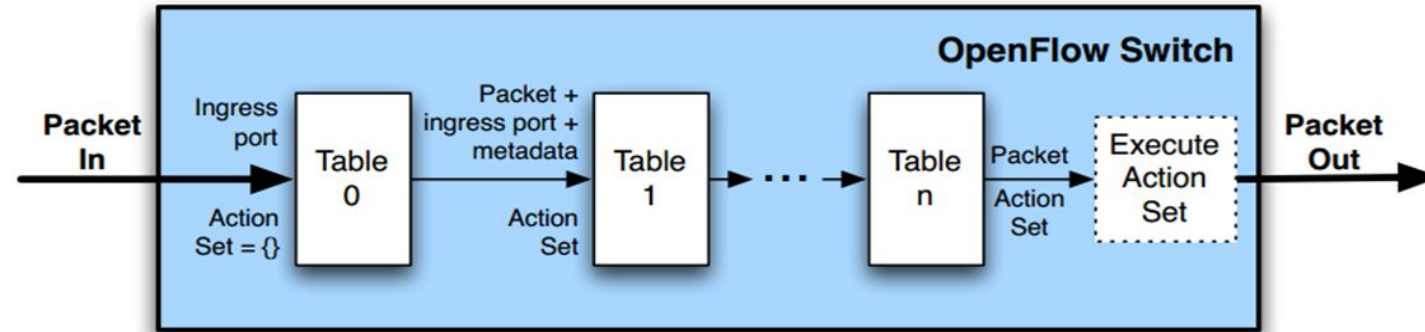 OpenFlow Switch
Packet
In
Ingress
port
Action
Set = {}
Table
0
Packet +
ingress port +
metadata
Action
Set
Table
1
...
Table
n
Packet
Action
Set
Execute
Action
Set
Packet
Out